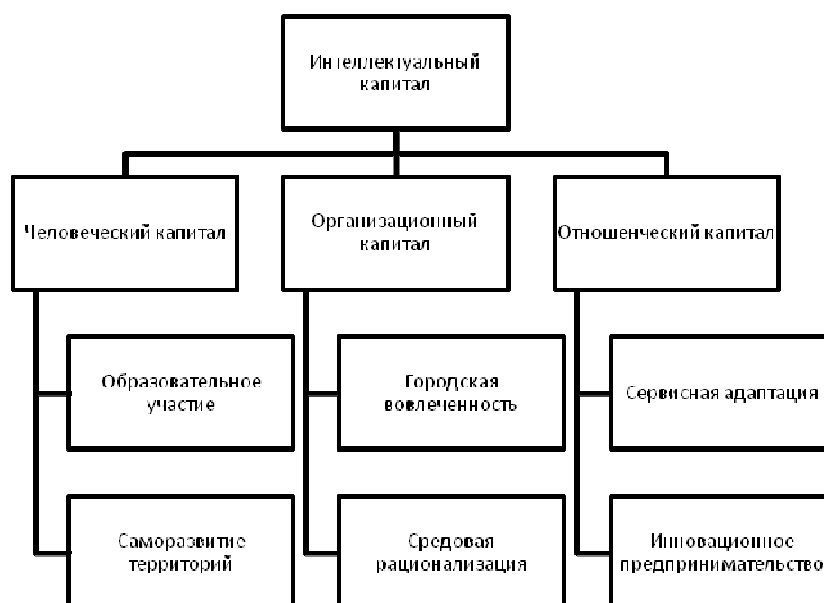 Интеллектуальный
капитал
Человеческий капитал
Организационный
капитал
Отношенческий капитал
Образовательное
участие
Городская
вовлеченность
Сервисная адаптация
Саморазвитие
территорий
Средовая
рационализация
Инновационное
предпринимательство